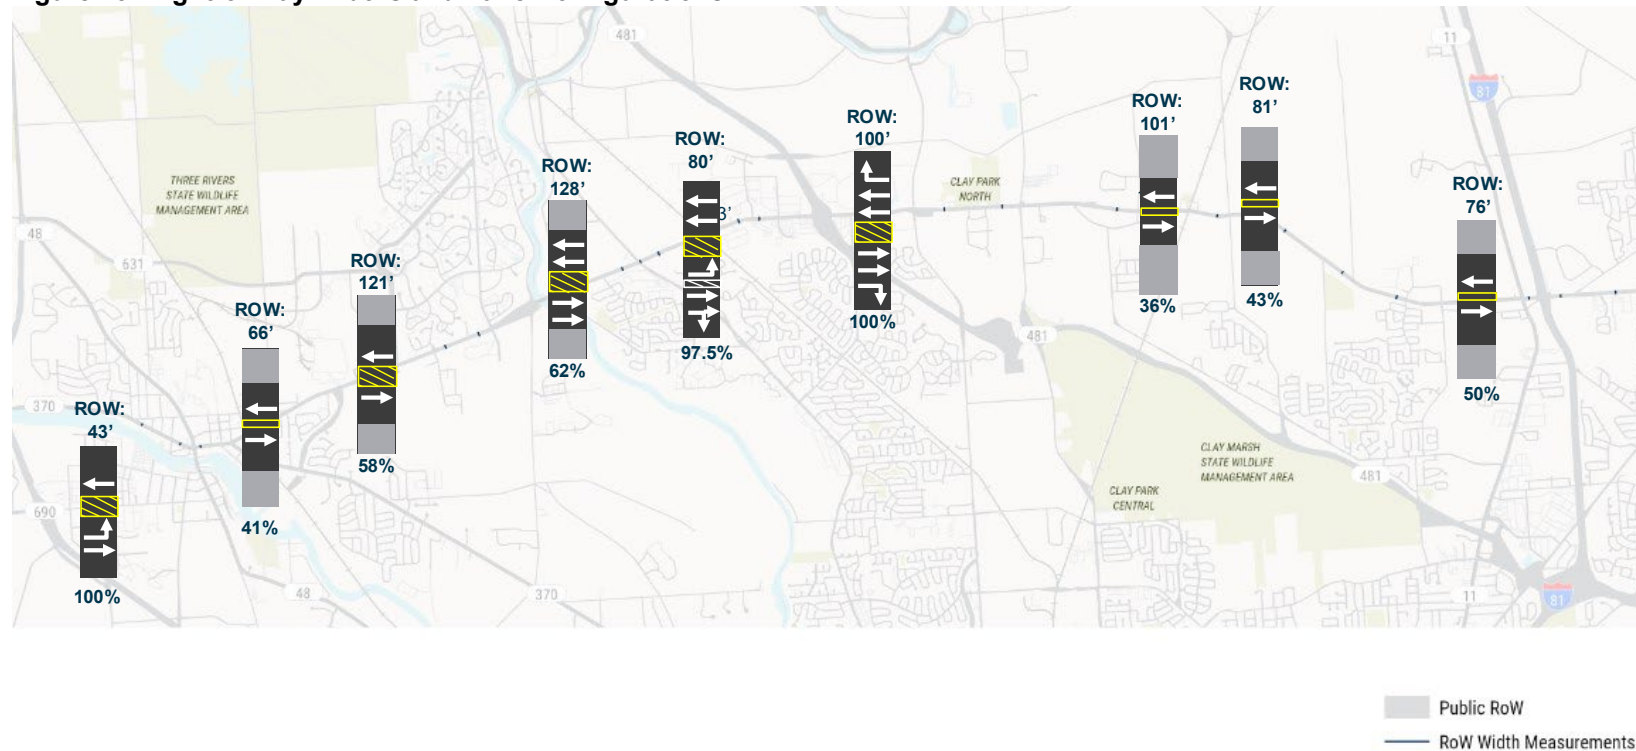 481
11
81
ROW:
81'
ROW:
101'
ROW:
100'
ROW:
80'
3'
ROW:
128'
THREE RIVERS
STATE WILDLIFE
MANAGEMENT AREA
CLAY PARK
NORTH
ROW:
76'
48
631
ROW:
121'
36%
43%
ROW:
66'
100%
481
97.5%
62%
50%
370
ROW:
43'
58%
CLAY MARSH
STATE WILDLIFE
MANAGEMENT AREA
481
CLAY PARK
CENTRAL
690
41%
100%
48
370
11
81
Public RoW
RoW Width Measurements